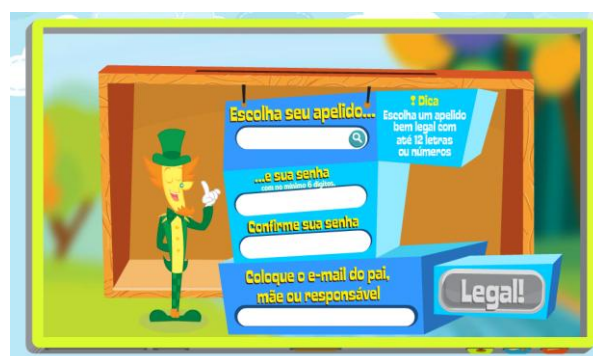 Escolha seu apelido...
? Dica
Escolha um apelido
bem legal com
até 12 letras
ou números
...e sua senha
com no mínimo 6 dígitos.
Confirme sua senha
Coloque o e-mail do pai,
mãe ou responsável
Legal!